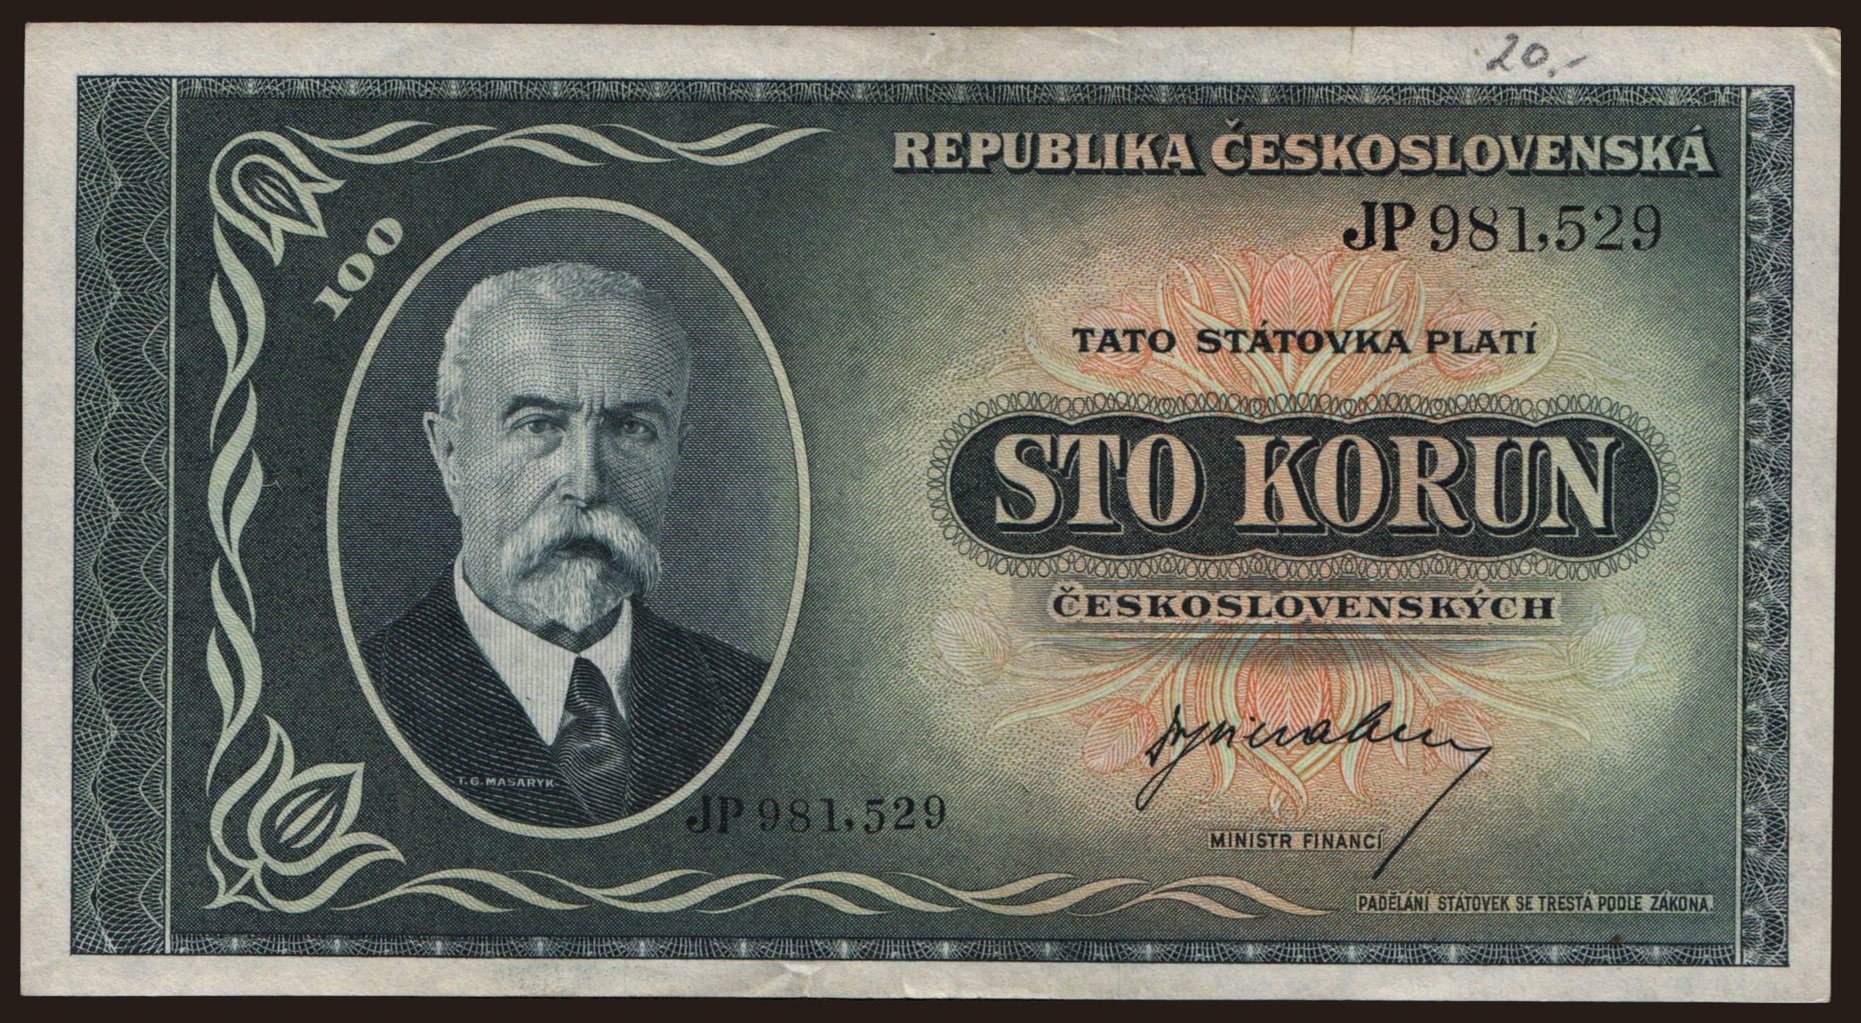 20.-
REPUBLIKA ČESKOSLOVENSKÁ
JP 981,529
100
TATO STÁTOVKA PLATÍ
STO KORUN
ČESKOSLOVENSKÝCH
T. G. MASARYK
JP 981,529
MINISTR FINANCÍ
PADĚLÁNÍ STÁTOVEK SE TRESTÁ PODLE ZÁKONA.